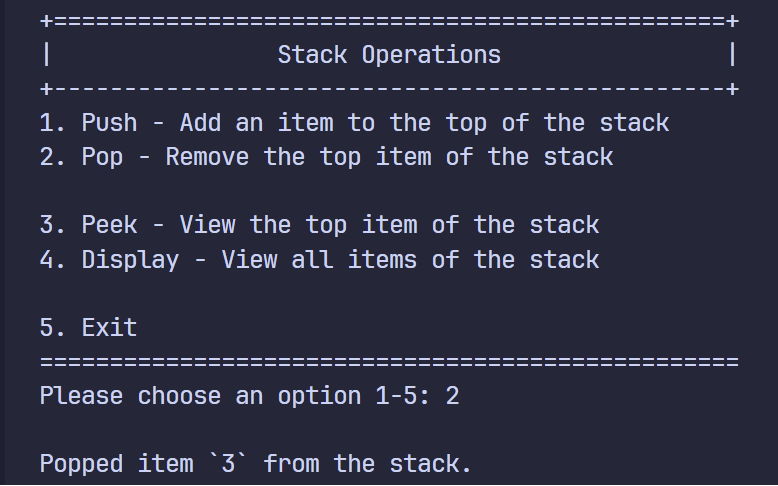 +================================================+
|                Stack Operations                |
+------------------------------------------------+
1. Push - Add an item to the top of the stack
2. Pop - Remove the top item of the stack
3. Peek - View the top item of the stack
4. Display - View all items of the stack
5. Exit
==================================================
Please choose an option 1-5: 2
Popped item `3` from the stack.